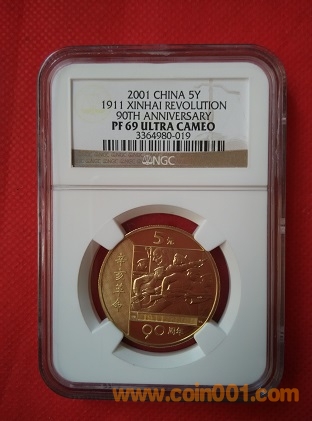 2001 CHINA 5Y
1911 XINHAI REVOLUTION
90TH ANNIVERSARY
PF 69 ULTRA CAMEO
3364980-019
NGC
5元
辛亥革命
90周年
www.coin001.com